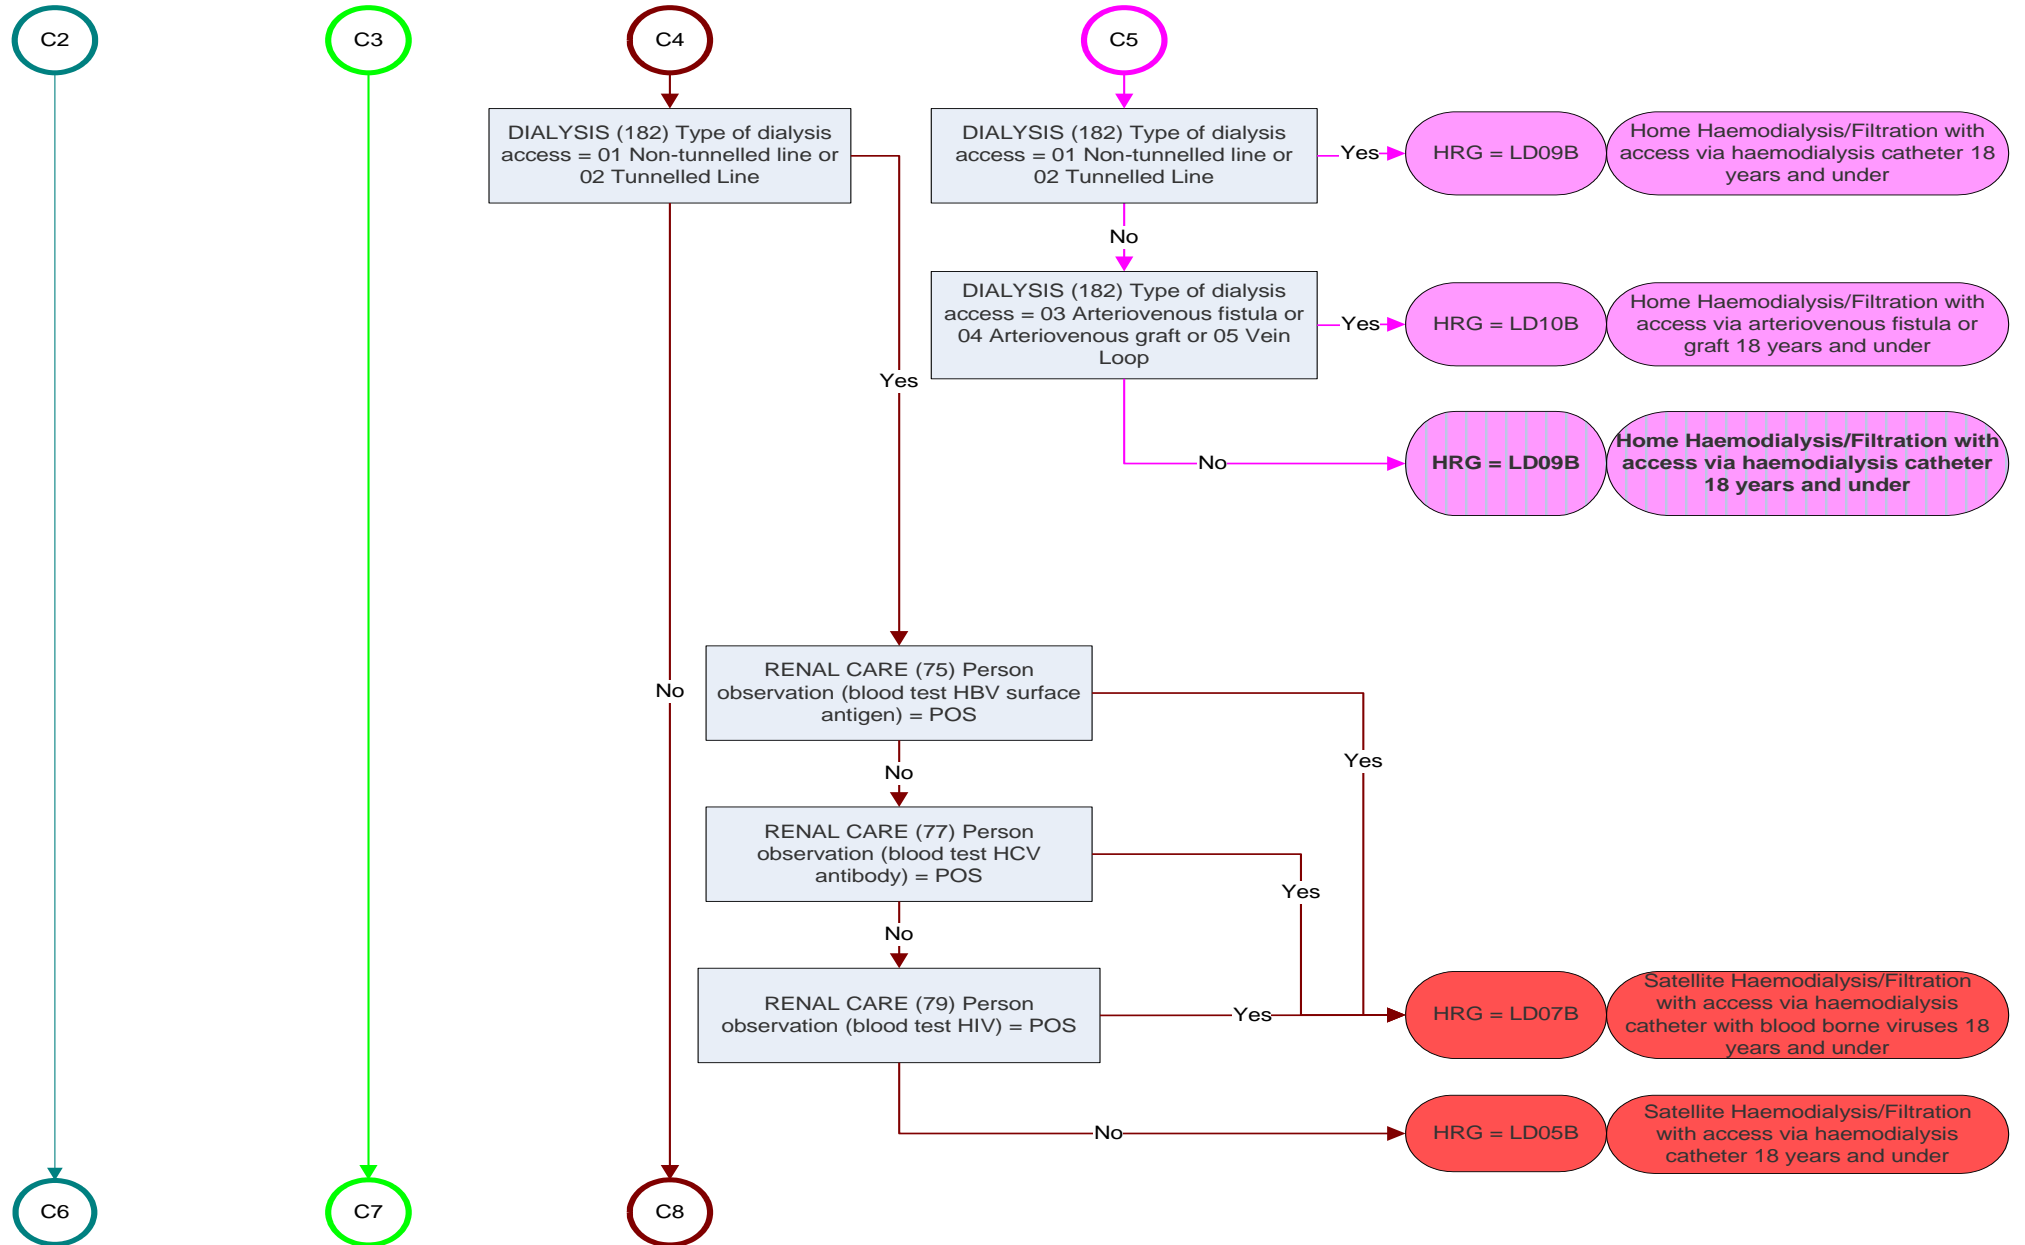 C2
C3
C4
C5
DIALYSIS (182) Type of dialysis
access = 01 Non-tunnelled line or
02 Tunnelled Line
DIALYSIS (182) Type of dialysis
access = 01 Non-tunnelled line or
02 Tunnelled Line
Yes
HRG = LD09B
Home Haemodialysis/Filtration with
access via haemodialysis catheter 18
years and under
No
DIALYSIS (182) Type of dialysis
access = 03 Arteriovenous fistula or
04 Arteriovenous graft or 05 Vein
Loop
Yes
HRG = LD10B
Home Haemodialysis/Filtration with
access via arteriovenous fistula or
graft 18 years and under
Yes
No
HRG = LD09B
Home Haemodialysis/Filtration with
access via haemodialysis catheter
18 years and under
No
RENAL CARE (75) Person
observation (blood test HBV surface
antigen) = POS
Yes
No
RENAL CARE (77) Person
observation (blood test HCV
antibody) = POS
Yes
No
RENAL CARE (79) Person
observation (blood test HIV) = POS
Yes
HRG = LD07B
Satellite Haemodialysis/Filtration
with access via haemodialysis
catheter with blood borne viruses 18
years and under
No
HRG = LD05B
Satellite Haemodialysis/Filtration
with access via haemodialysis
catheter 18 years and under
C6
C7
C8